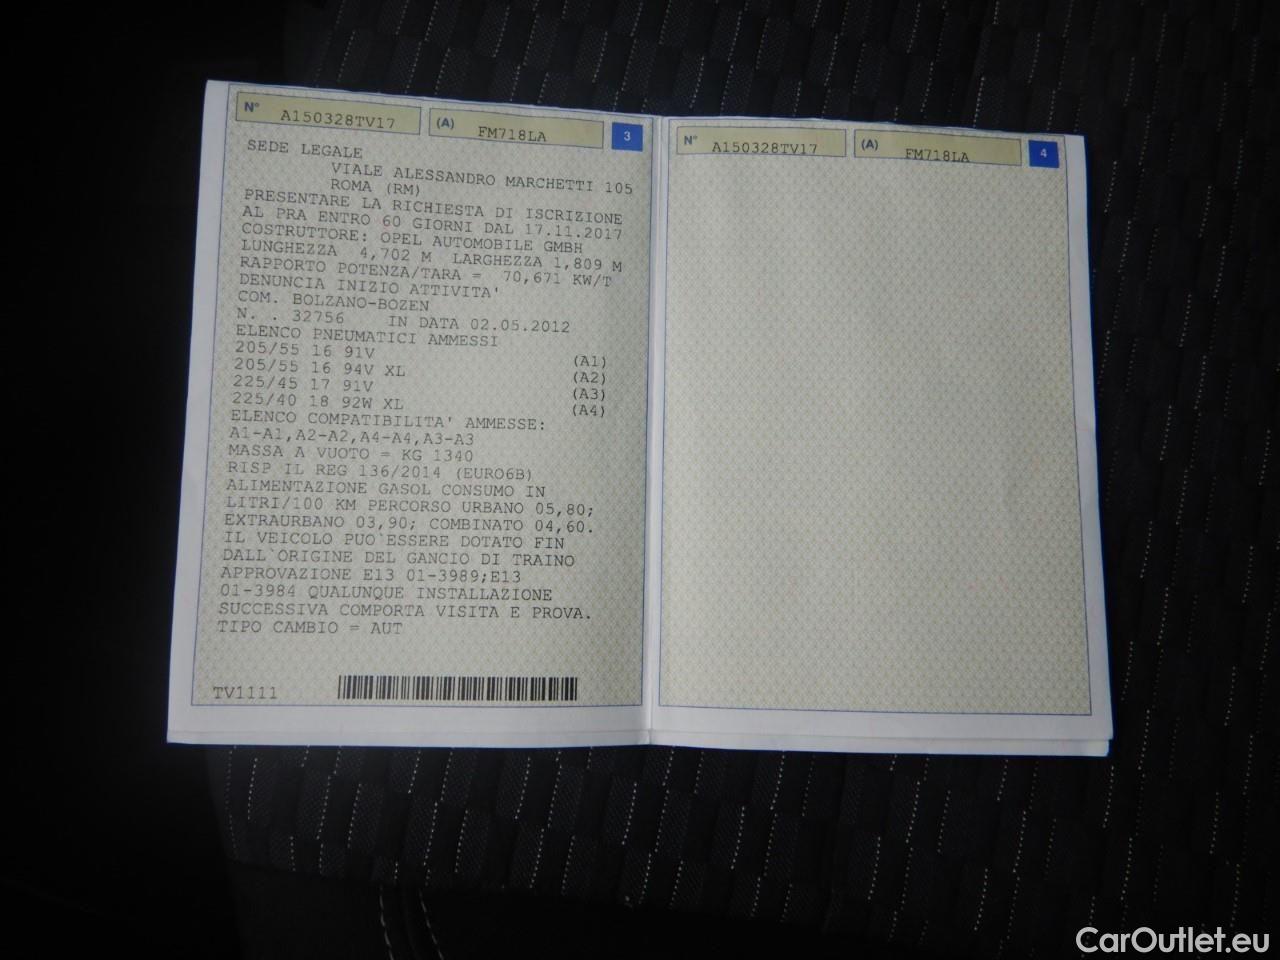 N° A150328TV17 (A) FM718LA 3
SEDE LEGALE
VIALE ALESSANDRO MARCHETTI 105
ROMA (RM)
PRESENTARE LA RICHIESTA DI ISCRIZIONE
AL PRA ENTRO 60 GIORNI DAL 17.11.2017
COSTRUTTORE: OPEL AUTOMOBILE GMBH
LUNGHEZZA 4,702 M LARGHEZZA 1,809 M
RAPPORTO POTENZA/TARA = 70,671 KW/T
DENUNCIA INIZIO ATTIVITA'
COM. BOLZANO-BOZEN
N. . 32756 IN DATA 02.05.2012
ELENCO PNEUMATICI AMMESSI
205/55 16 91V (A1)
205/55 16 94V XL (A2)
225/45 17 91V (A3)
225/40 18 92W XL (A4)
ELENCO COMPATIBILITA' AMMESSE:
A1-A1,A2-A2,A4-A4,A3-A3
MASSA A VUOTO = KG 1340
RISP IL REG 136/2014 (EURO6B)
ALIMENTAZIONE GASOL CONSUMO IN
LITRI/100 KM PERCORSO URBANO 05,80;
EXTRAURBANO 03,90; COMBINATO 04,60.
IL VEICOLO PUO`ESSERE DOTATO FIN
DALL`ORIGINE DEL GANCIO DI TRAINO
APPROVAZIONE E13 01-3989;E13
01-3984 QUALUNQUE INSTALLAZIONE
SUCCESSIVA COMPORTA VISITA E PROVA.
TIPO CAMBIO = AUT
TV1111
N° A150328TV17 (A) FM718LA 4
CarOutlet.eu